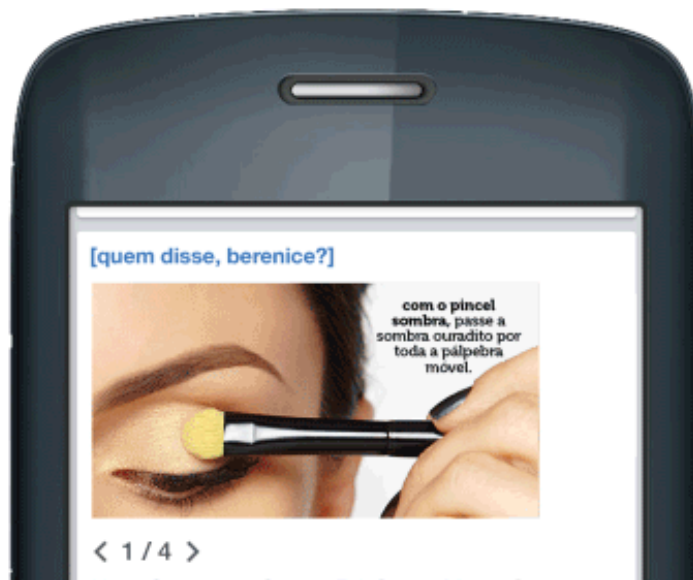 [quem disse, berenice?]
com o pincel
sombra, passe a
sombra ouradito por
toda a pálpebra
móvel.
< 1 / 4 >